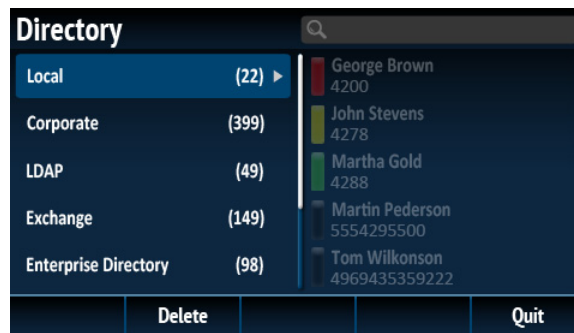 Directory
Local (22)
Corporate (399)
LDAP (49)
Exchange (149)
Enterprise Directory (98)
George Brown
4200
John Stevens
4278
Martha Gold
4288
Martin Pederson
5554295500
Tom Wilkonson
4969435359222
Delete Quit